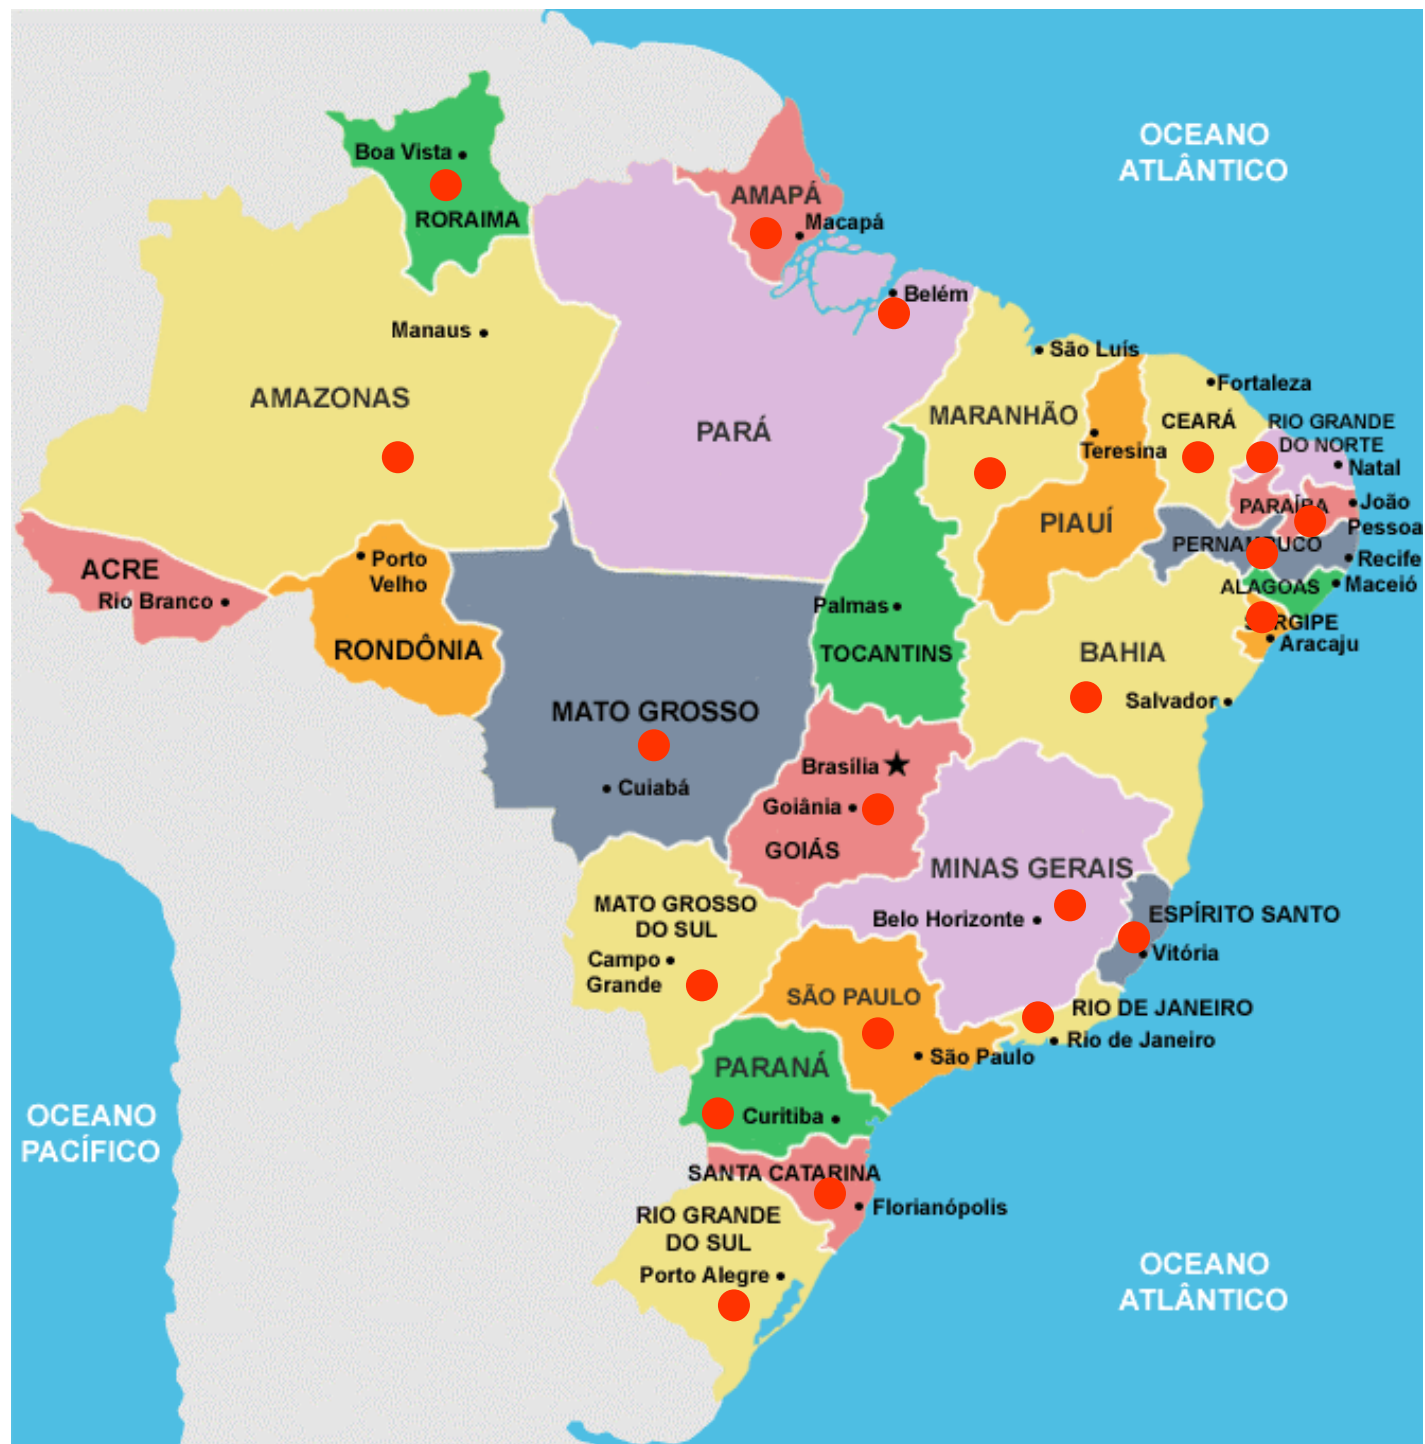 OCEANO
ATLÂNTICO
Boa Vista
RORAIMA
AMAPÁ
Macapá
Belém
Manaus
São Luís
Fortaleza
AMAZONAS
PARÁ
MARANHÃO
CEARÁ
RIO GRANDE
DO NORTE
Teresina
Natal
PIAUÍ
PARAÍBA
João
Pessoa
ACRE
Rio Branco
Porto
Velho
PERNAMBUCO
Recife
ALAGOAS
Maceió
Palmas
SERGIPE
Aracaju
RONDÔNIA
TOCANTINS
BAHIA
Salvador
MATO GROSSO
Cuiabá
Brasília
Goiânia
GOIÁS
MINAS GERAIS
Belo Horizonte
ESPÍRITO SANTO
Vitória
MATO GROSSO
DO SUL
Campo
Grande
SÃO PAULO
São Paulo
RIO DE JANEIRO
Rio de Janeiro
PARANÁ
Curitiba
OCEANO
PACÍFICO
SANTA CATARINA
Florianópolis
RIO GRANDE
DO SUL
Porto Alegre
OCEANO
ATLÂNTICO